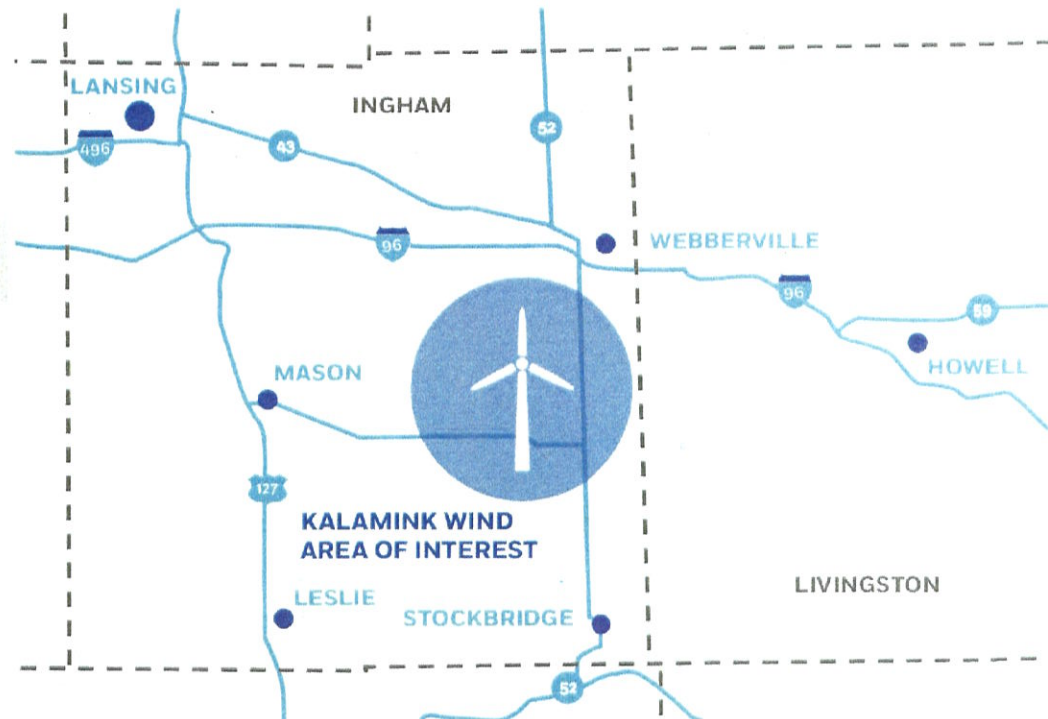 LANSING
INGHAM
496
43
52
96
WEBBERVILLE
96
59
HOWELL
MASON
127
KALAMINK WIND
AREA OF INTEREST
LESLIE
STOCKBRIDGE
LIVINGSTON
52